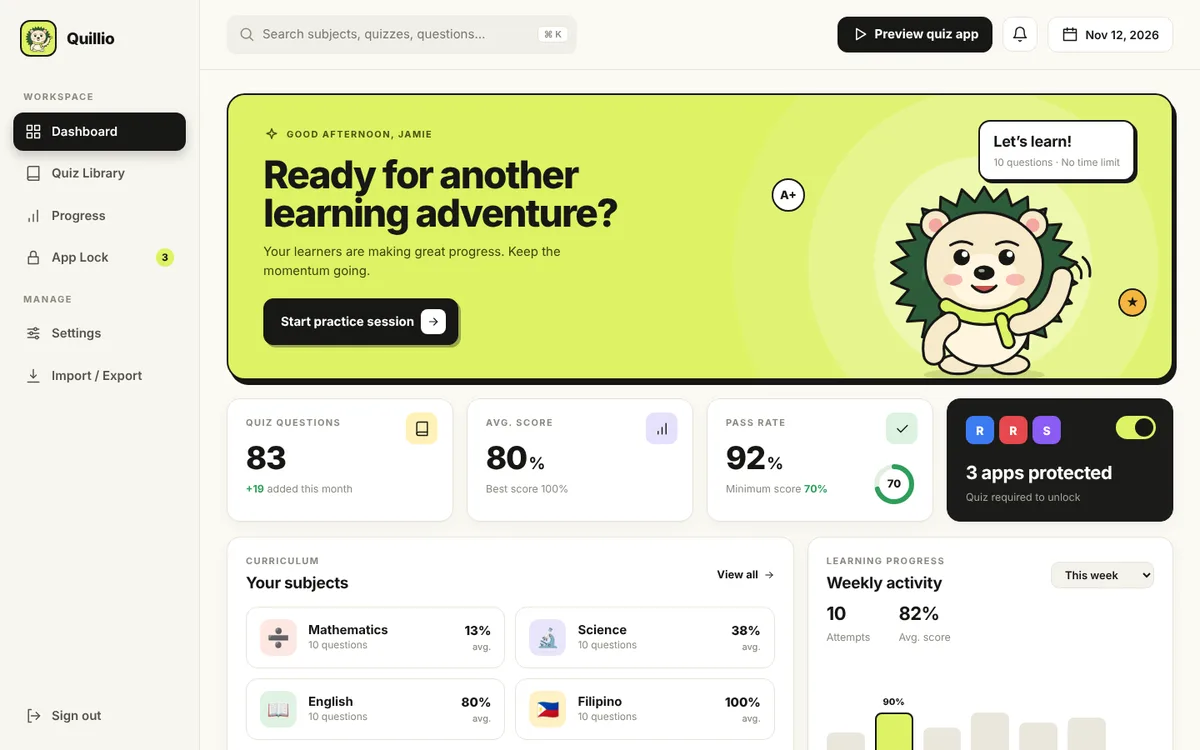 Quillio
WORKSPACE
Dashboard
Quiz Library
Progress
App Lock 3
MANAGE
Settings
Import / Export
Sign out
Search subjects, quizzes, questions... ⌘ K
Preview quiz app
Nov 12, 2026
GOOD AFTERNOON, JAMIE
Ready for another
learning adventure?
Your learners are making great progress. Keep the
momentum going.
Start practice session →
A+
Let's learn!
10 questions · No time limit
QUIZ QUESTIONS
83
+19 added this month
AVG. SCORE
80%
Best score 100%
PASS RATE
92%
Minimum score 70%
70
R R S
3 apps protected
Quiz required to unlock
CURRICULUM
Your subjects
View all →
Mathematics
10 questions
13%
avg.
Science
10 questions
38%
avg.
English
10 questions
80%
avg.
Filipino
10 questions
100%
avg.
LEARNING PROGRESS
Weekly activity
This week
10
Attempts
82%
Avg. score
90%